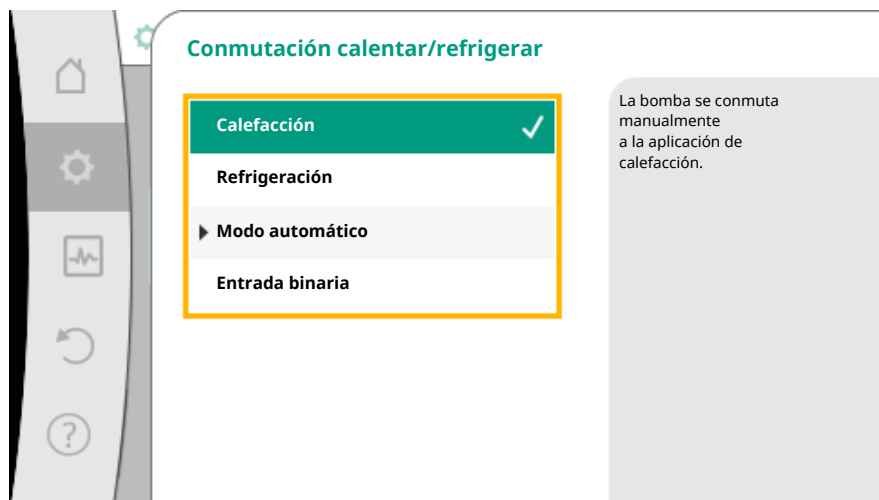 Conmutación calentar/refrigerar
Calefacción
Refrigeración
Modo automático
Entrada binaria
La bomba se conmuta
manualmente
a la aplicación de
calefacción.
?